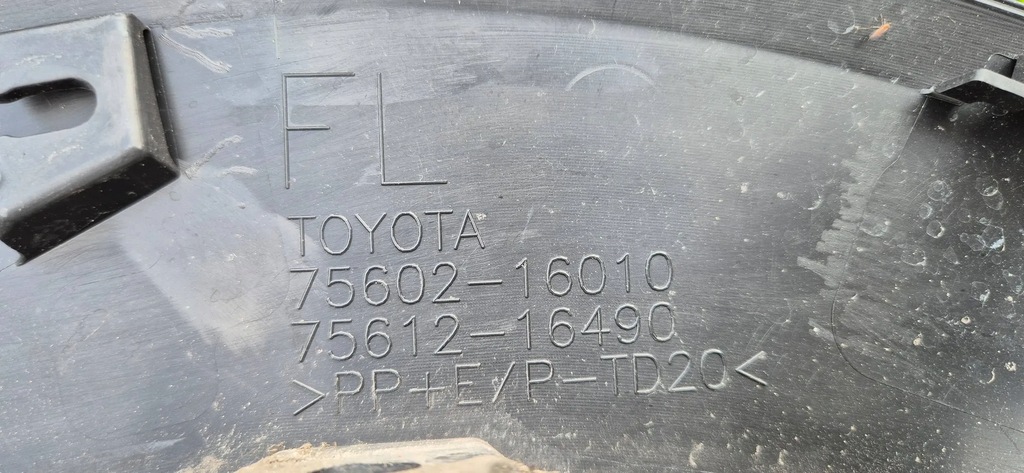 FL
TOYOTA
75602-16010
75612-16490
>PP+E/P-TD20<